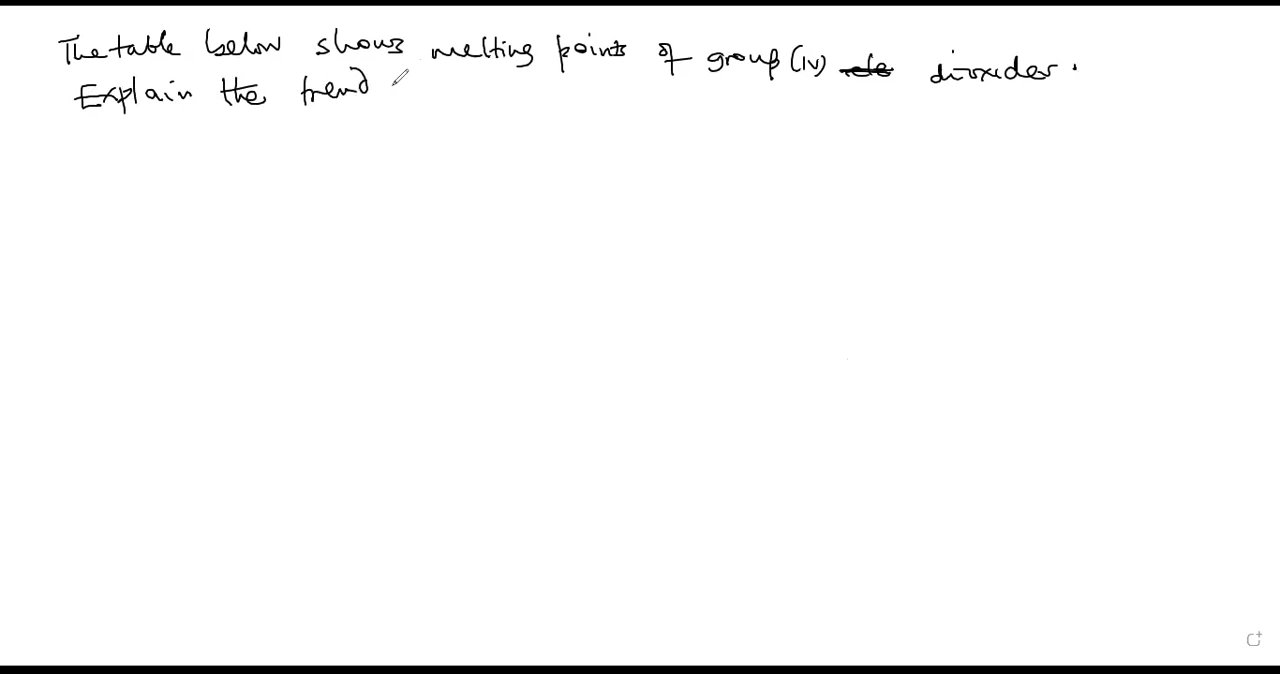 The table below shows melting points of group (iv) dioxides.
Explain the trend